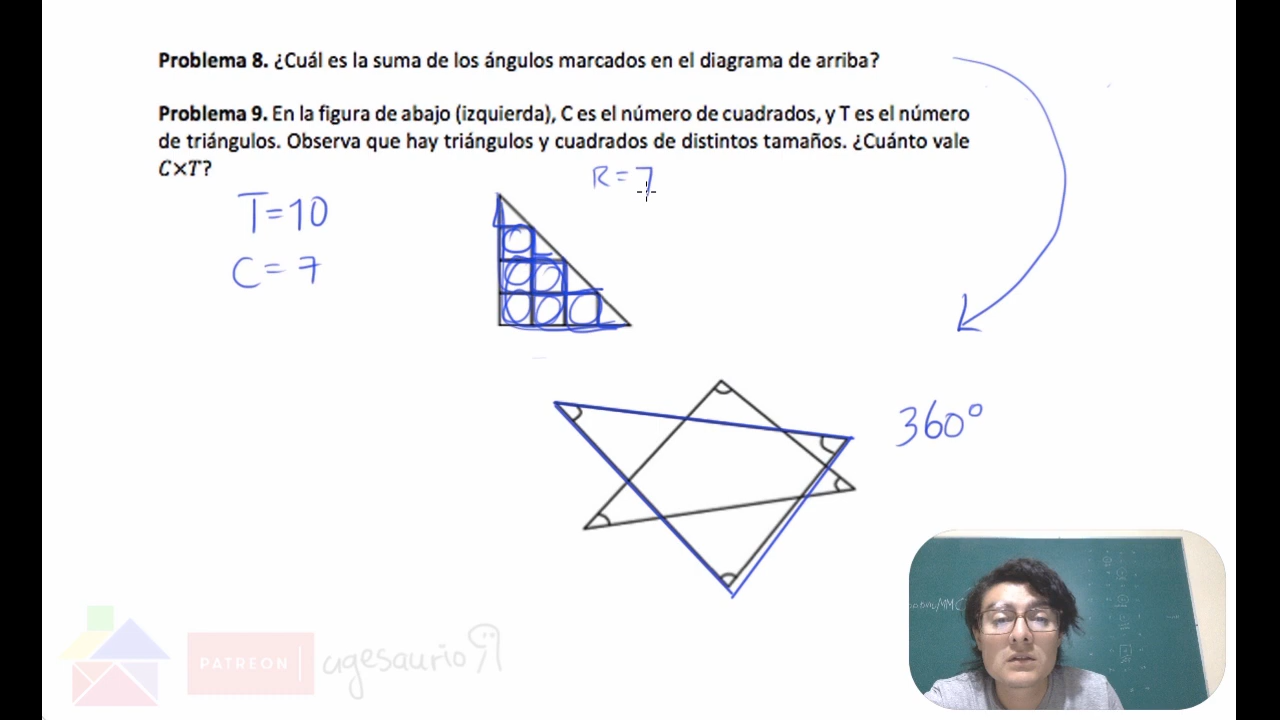 Problema 8. ¿Cuál es la suma de los ángulos marcados en el diagrama de arriba?
Problema 9. En la figura de abajo (izquierda), C es el número de cuadrados, y T es el número
de triángulos. Observa que hay triángulos y cuadrados de distintos tamaños. ¿Cuánto vale
C×T?
R=7
T=10
C=7
360°
PATREON
agesaurio